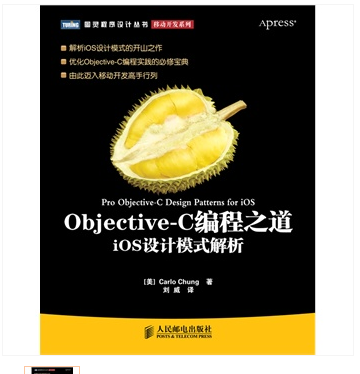 TURING 图灵程序设计丛书 移动开发系列
Apress®
解析iOS设计模式的开山之作
优化Objective-C编程实践的必修宝典
由此迈入移动开发高手行列
Pro Objective-C Design Patterns for iOS
Objective-C编程之道
iOS设计模式解析
[美] Carlo Chung 著
刘威 译
人民邮电出版社
POSTS & TELECOM PRESS